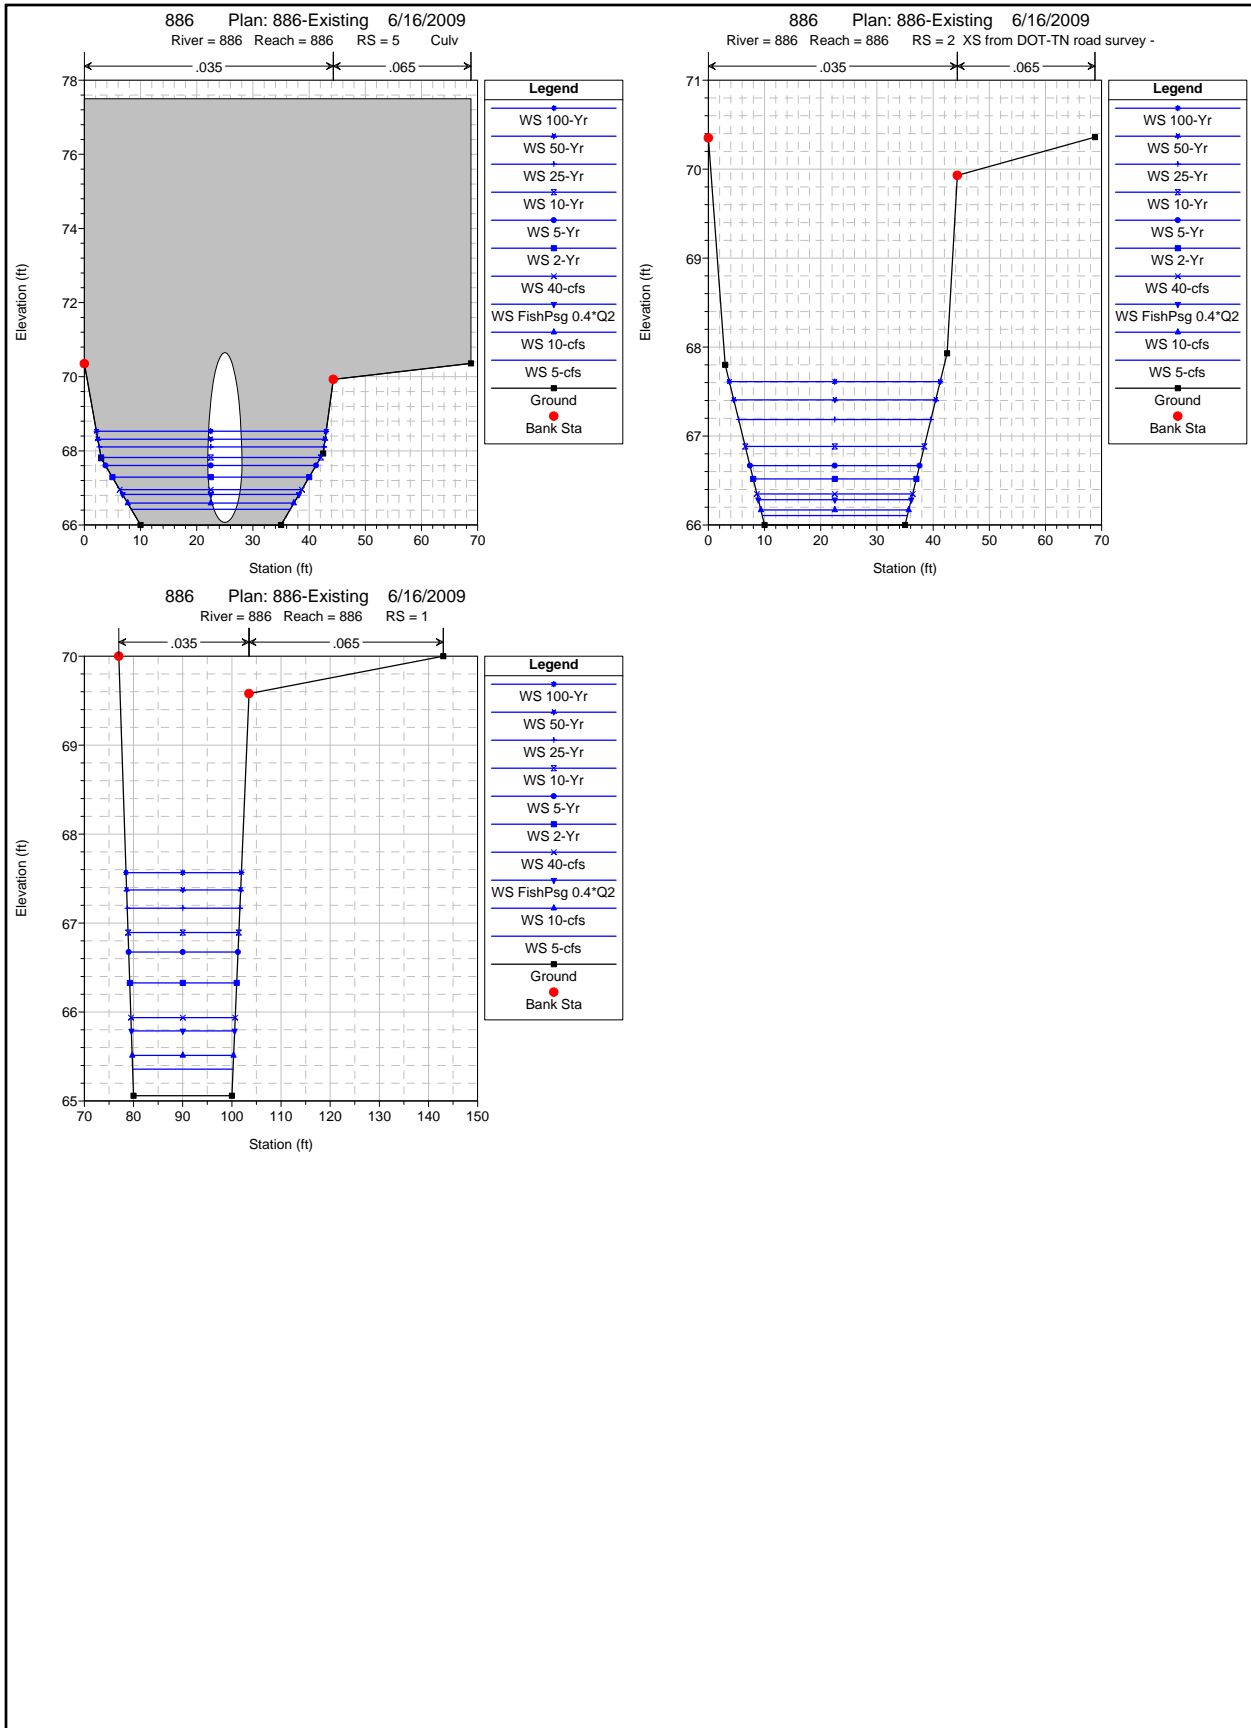 886 Plan: 886-Existing 6/16/2009
River = 886 Reach = 886 RS = 5 Culv
.035 .065
78
76
74
72
70
68
66
Elevation (ft)
0 10 20 30 40 50 60 70
Station (ft)
Legend
WS 100-Yr
WS 50-Yr
WS 25-Yr
WS 10-Yr
WS 5-Yr
WS 2-Yr
WS 40-cfs
WS FishPsg 0.4*Q2
WS 10-cfs
WS 5-cfs
Ground
Bank Sta
886 Plan: 886-Existing 6/16/2009
River = 886 Reach = 886 RS = 2 XS from DOT-TN road survey -
.035 .065
71
70
69
68
67
66
Elevation (ft)
0 10 20 30 40 50 60 70
Station (ft)
Legend
WS 100-Yr
WS 50-Yr
WS 25-Yr
WS 10-Yr
WS 5-Yr
WS 2-Yr
WS 40-cfs
WS FishPsg 0.4*Q2
WS 10-cfs
WS 5-cfs
Ground
Bank Sta
886 Plan: 886-Existing 6/16/2009
River = 886 Reach = 886 RS = 1
.035 .065
70
69
68
67
66
65
Elevation (ft)
70 80 90 100 110 120 130 140 150
Station (ft)
Legend
WS 100-Yr
WS 50-Yr
WS 25-Yr
WS 10-Yr
WS 5-Yr
WS 2-Yr
WS 40-cfs
WS FishPsg 0.4*Q2
WS 10-cfs
WS 5-cfs
Ground
Bank Sta